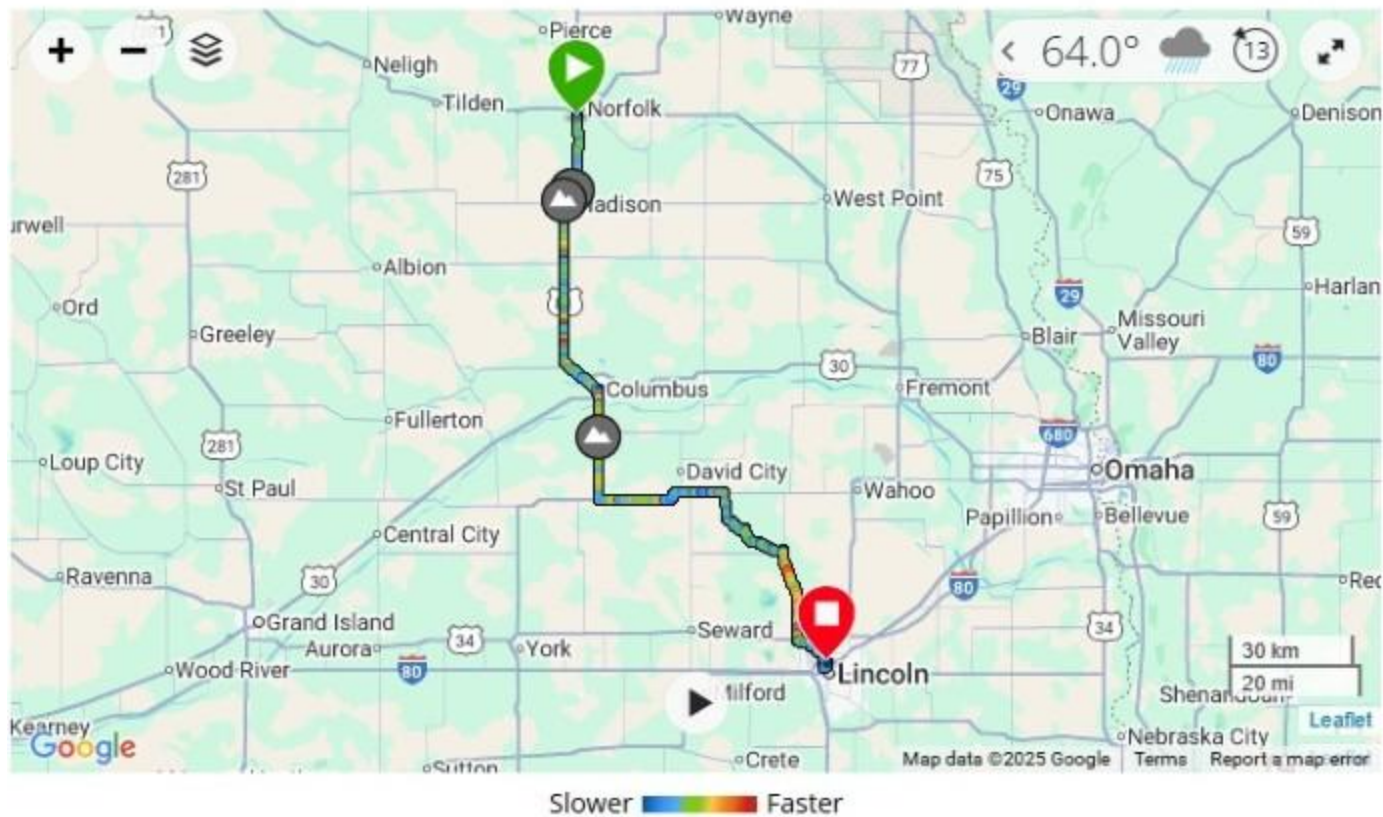 Wayne
281
Pierce
77
64.0°
13
+
−
Neligh
29
Tilden
Norfolk
Onawa
Denison
281
75
adison
West Point
59
Albion
29
Harlan
Ord
Missouri
Valley
Greeley
Blair
80
30
Columbus
Fremont
Fullerton
281
680
Loup City
David City
Omaha
St Paul
Wahoo
Papillion
Bellevue
59
Central City
Ravenna
30
80
Grand Island
Seward
34
Aurora
34
York
30 km
Wood River
80
Lincoln
20 mi
Milford
Shenandoah
Kearney
Leaflet
Google
Nebraska City
Sutton
Crete
Map data ©2025 Google
Terms
Report a map error
Slower
Faster